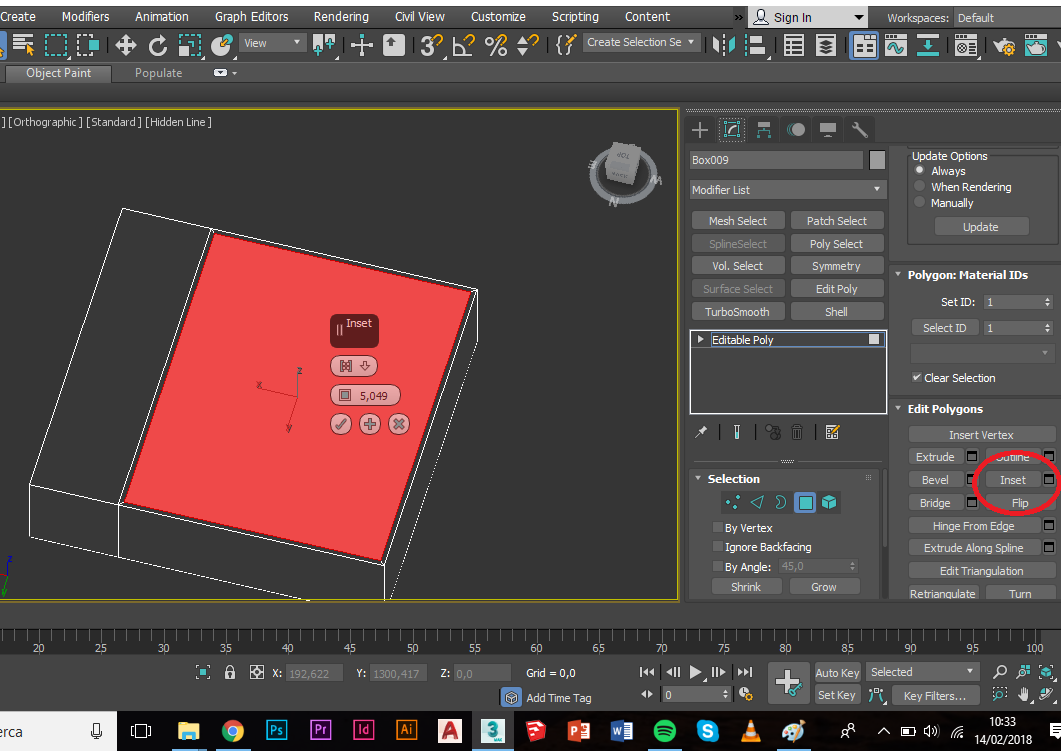 Create Modifiers Animation Graph Editors Rendering Civil View Customize Scripting Content » Sign In Workspaces: Default
View Create Selection Se
Object Paint Populate
] [Orthographic ] [Standard ] [Hidden Line ]
TOP
E
W
N
Inset
5,049
z
x
y
z
Box009
Modifier List
Mesh Select Patch Select
SplineSelect Poly Select
Vol. Select Symmetry
Surface Select Edit Poly
TurboSmooth Shell
Editable Poly
Selection
By Vertex
Ignore Backfacing
By Angle: 45,0
Shrink Grow
Update Options
Always
When Rendering
Manually
Update
Polygon: Material IDs
Set ID: 1
Select ID 1
Clear Selection
Edit Polygons
Insert Vertex
Extrude Outline
Bevel Inset
Bridge Flip
Hinge From Edge
Extrude Along Spline
Edit Triangulation
Retriangulate Turn
20 25 30 35 40 45 50 55 60 65 70 75 80 85 90 95 100
X: 192,622 Y: 1300,417 Z: 0,0 Grid = 0,0 Auto Key Selected
Add Time Tag 0 Set Key Key Filters...
erca Ps Pr Id Ai A 3 MAX P W S
10:33
14/02/2018